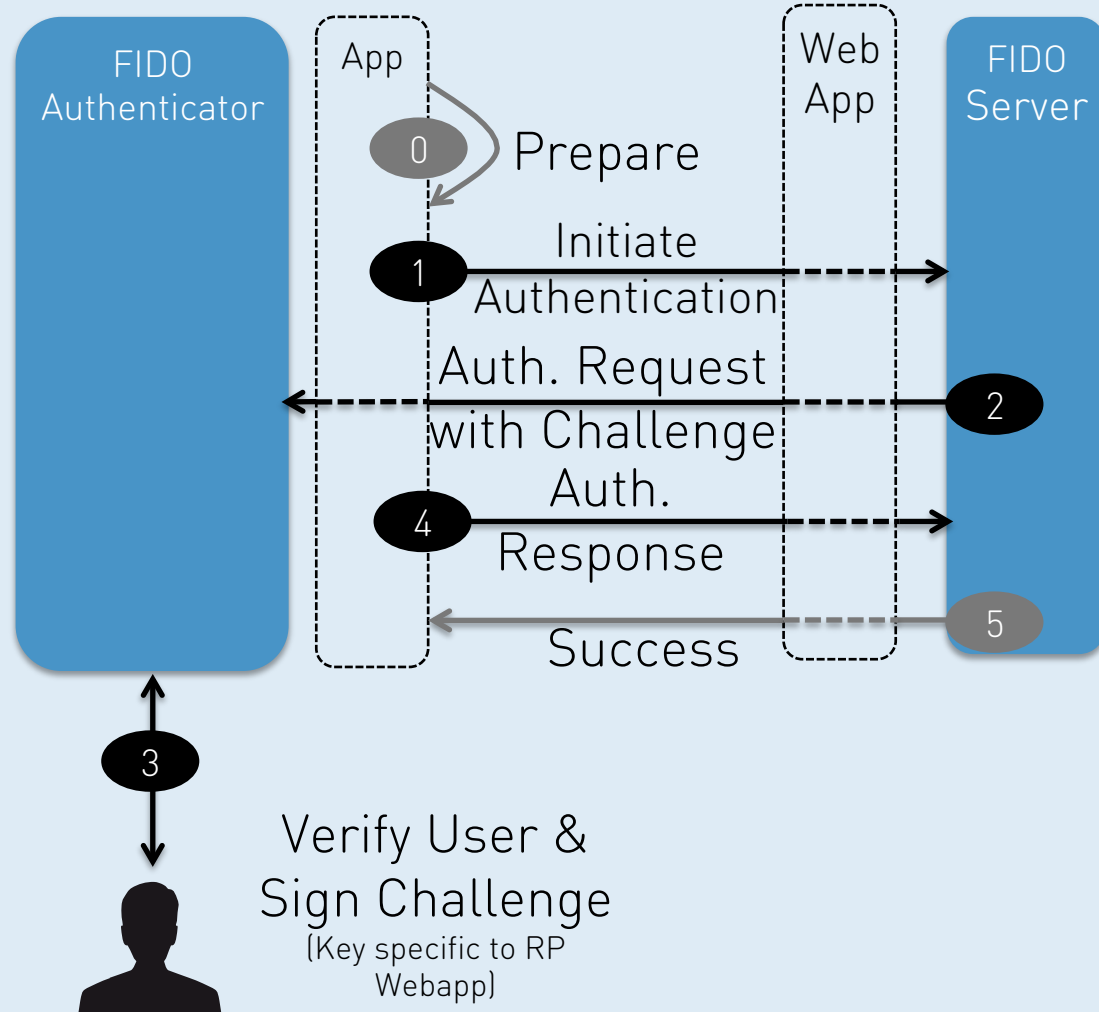 FIDO
Authenticator
App
Web
App
FIDO
Server
0
Prepare
1
Initiate
Authentication
Auth. Request
with Challenge
2
4
Auth.
Response
5
Success
3
Verify User &
Sign Challenge
(Key specific to RP
Webapp)